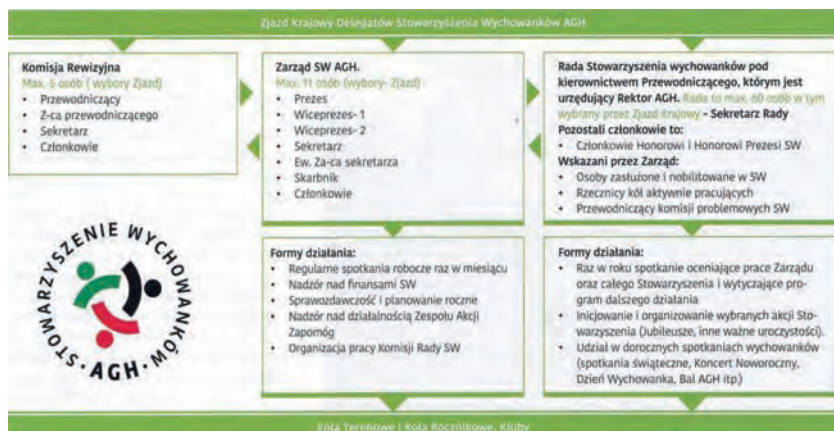 Zjazd Krajowy Delegatów Stowarzyszenia Wychowanków AGH
Komisja Rewizyjna
Max. 5 osób ( wybory Zjazd)
• Przewodniczący
• Z-ca przewodniczącego
• Sekretarz
• Członkowie
Zarząd SW AGH.
Max. 11 osób (wybory- Zjazd)
• Prezes
• Wiceprezes- 1
• Wiceprezes- 2
• Sekretarz
• Ew. Za-ca sekretarza
• Skarbnik
• Członkowie
Rada Stowarzyszenia wychowanków pod
kierownictwem Przewodniczącego, którym jest
urzędujący Rektor AGH. Rada to max. 60 osób w tym
wybrany przez Zjazd Krajowy - Sekretarz Rady
Pozostali członkowie to:
• Członkowie Honorowi i Honorowi Prezesi SW
Wskazani przez Zarząd:
• Osoby zasłużone i nobilitowane w SW
• Rzecznicy kół aktywnie pracujących
• Przewodniczący komisji problemowych SW
STOWARZYSZENIE WYCHOWANKÓW · AGH ·
Formy działania:
• Regularne spotkania robocze raz w miesiącu
• Nadzór nad finansami SW
• Sprawozdawczość i planowanie roczne
• Nadzór nad działalnością Zespołu Akcji
Zapomóg
• Organizacja pracy Komisji Rady SW
Formy działania:
• Raz w roku spotkanie oceniające prace Zarządu
oraz całego Stowarzyszenia i wytyczające pro-
gram dalszego działania
• Inicjowanie i organizowanie wybranych akcji Sto-
warzyszenia (Jubileusze, inne ważne uroczystości).
• Udział w dorocznych spotkaniach wychowanków
(spotkania świąteczne, Koncert Noworoczny,
Dzień Wychowanka, Bal AGH itp.)
Koła Terenowe i Koła Rocznikowe, Kluby